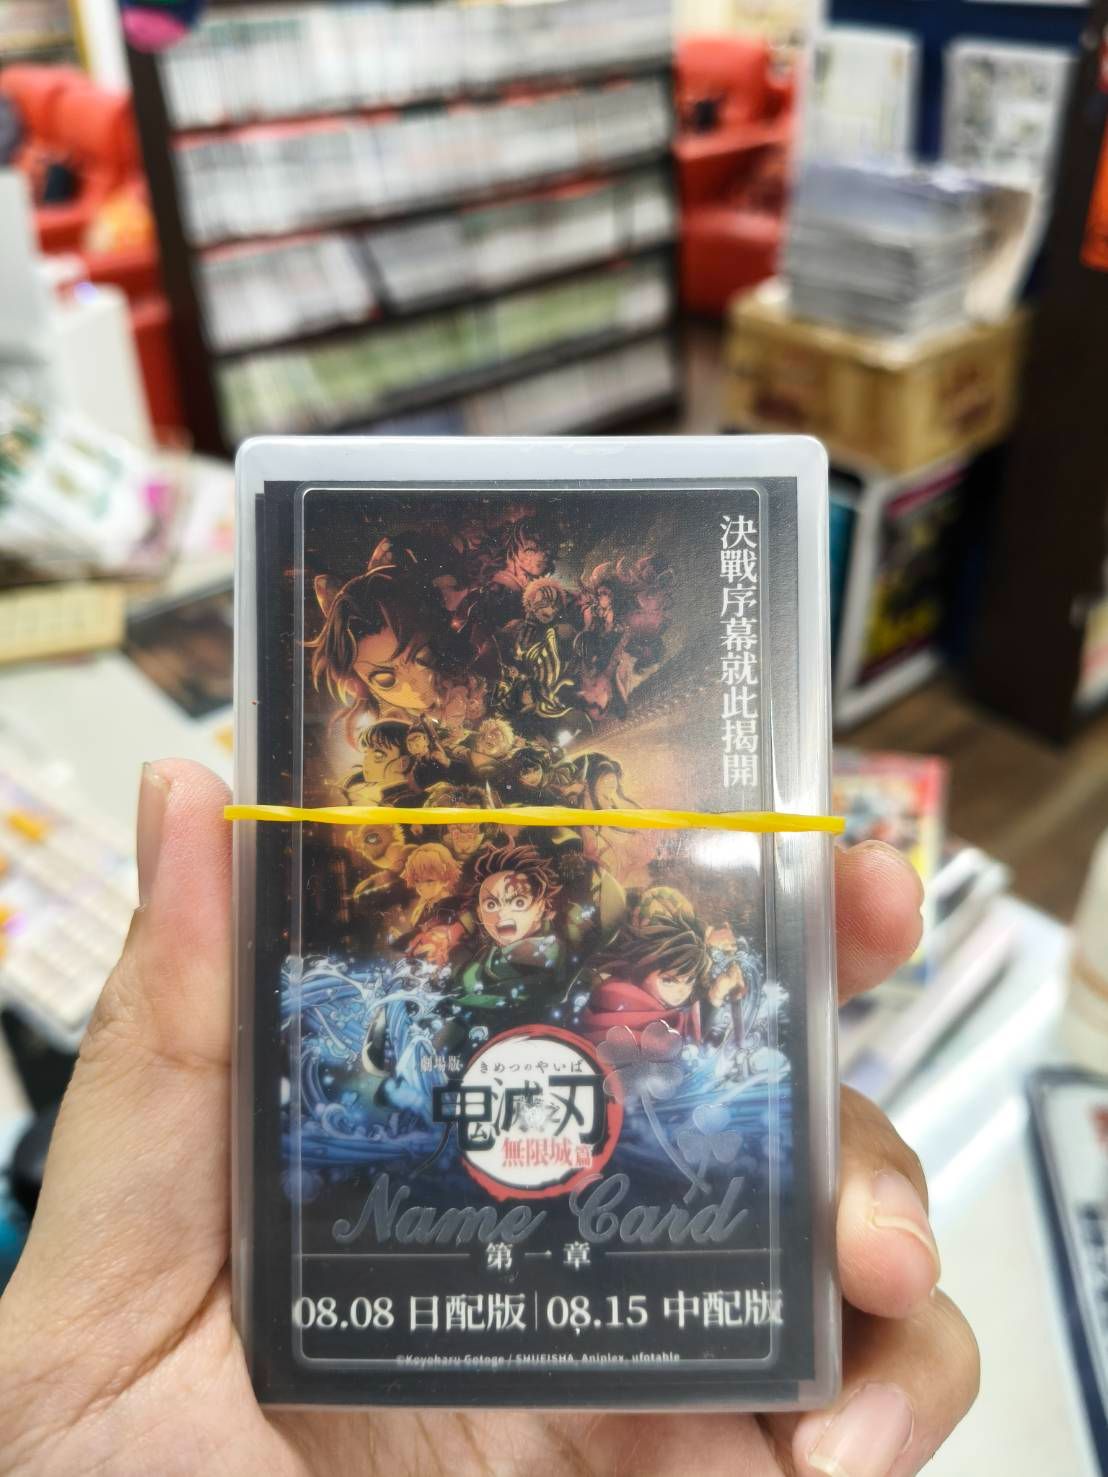 決戰序幕就此揭開
劇場版
きめつのやいば
鬼滅之刃
無限城篇
Name Card
第一章
08.08 日配版|08.15 中配版
©Koyoharu Gotoge / SHUEISHA, Aniplex, ufotable